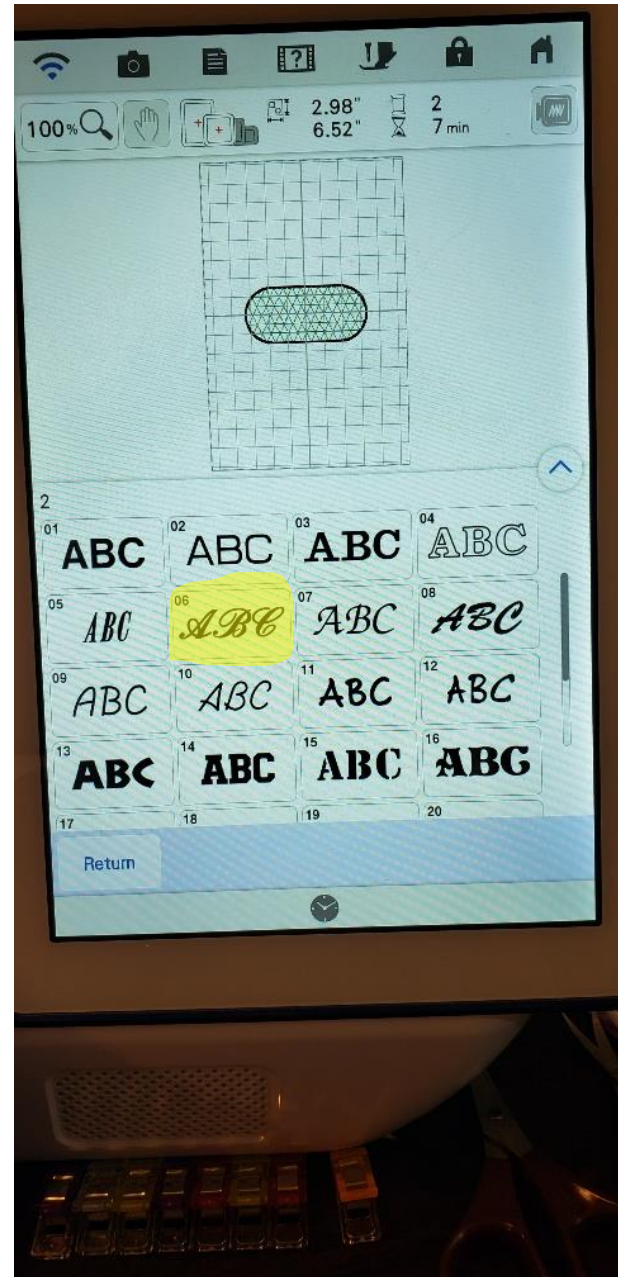 ?
100% 2.98" 2
6.52" 7 min
2
01 ABC 02 ABC 03 ABC 04 ABC
05 ABC 06 ABC 07 ABC 08 ABC
09 ABC 10 ABC 11 ABC 12 ABC
13 ABC 14 ABC 15 ABC 16 ABC
17 18 19 20
Return